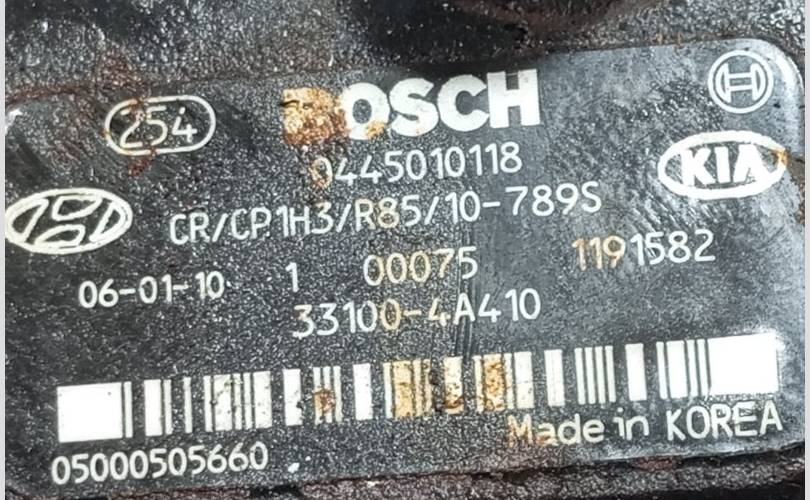 254 BOSCH
0445010118 KIA
CR/CP1H3/R85/10-789S
06-01-10 1 00075 1191582
33100-4A410
Made in KOREA
05000505660